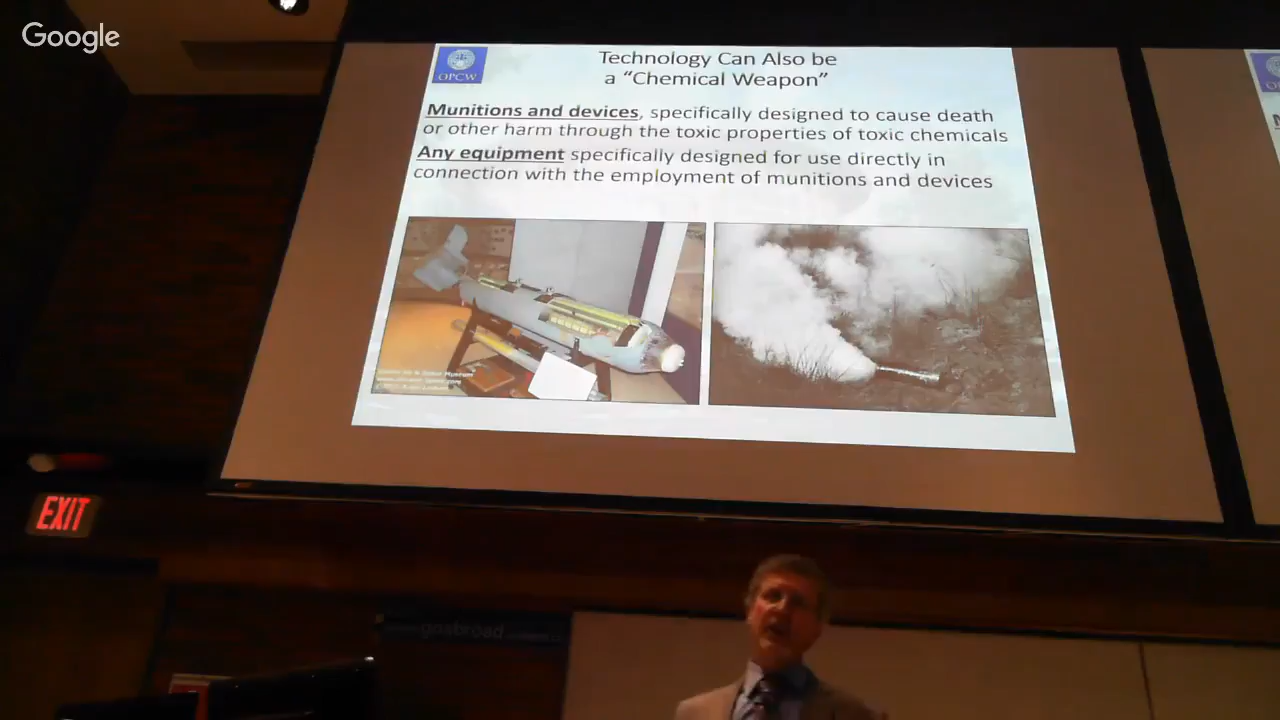 Google
OPCW
Technology Can Also be
a “Chemical Weapon”
Munitions and devices, specifically designed to cause death
or other harm through the toxic properties of toxic chemicals
Any equipment specifically designed for use directly in
connection with the employment of munitions and devices
EXIT